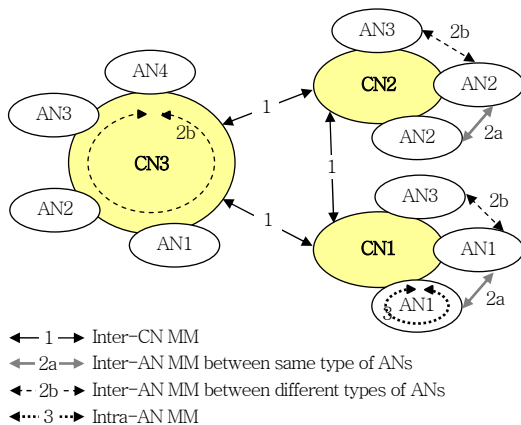 AN3
2b
AN4
CN2
AN2
AN3
1
2b
AN2
2a
CN3
1
AN3
AN2
2b
1
AN1
CN1
AN1
AN1
2a
3
1 Inter-CN MM
2a Inter-AN MM between same type of ANs
2b Inter-AN MM between different types of ANs
3 Intra-AN MM